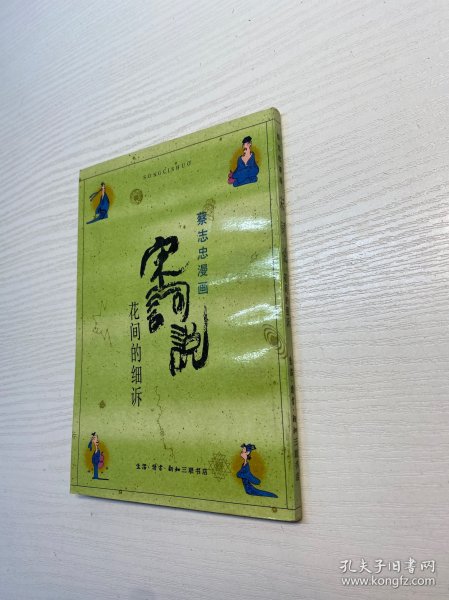 SONGCISHUO
蔡志忠漫画
宋詞说
花间的细诉
生活·读书·新知三联书店
孔夫子旧书网
www.kongfz.com